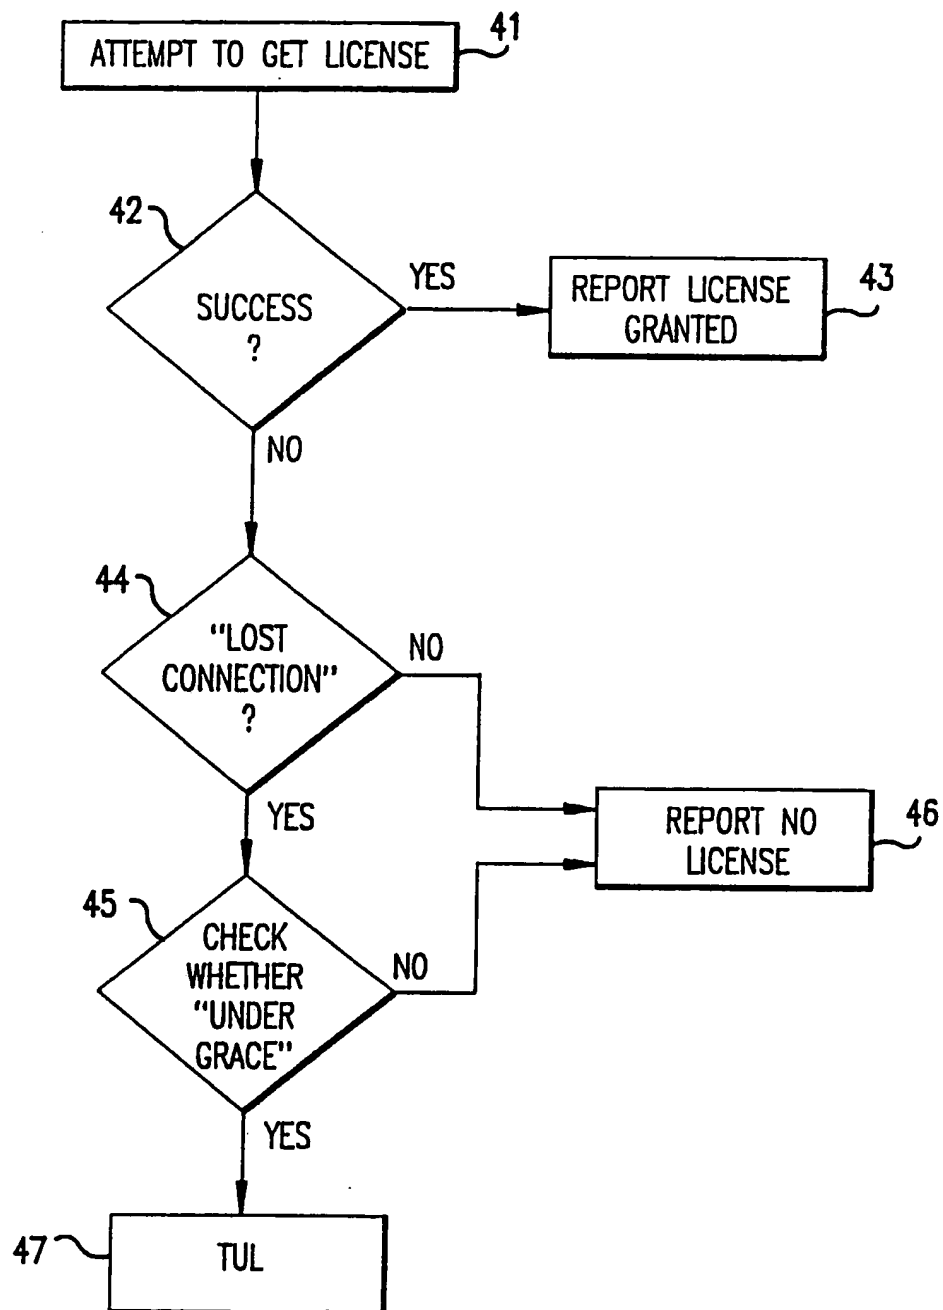 ATTEMPT TO GET LICENSE
41
42
SUCCESS
?
YES
REPORT LICENSE
GRANTED
43
NO
44
"LOST
CONNECTION"
?
NO
YES
REPORT NO
LICENSE
46
45
CHECK
WHETHER
"UNDER
GRACE"
NO
YES
47
TUL